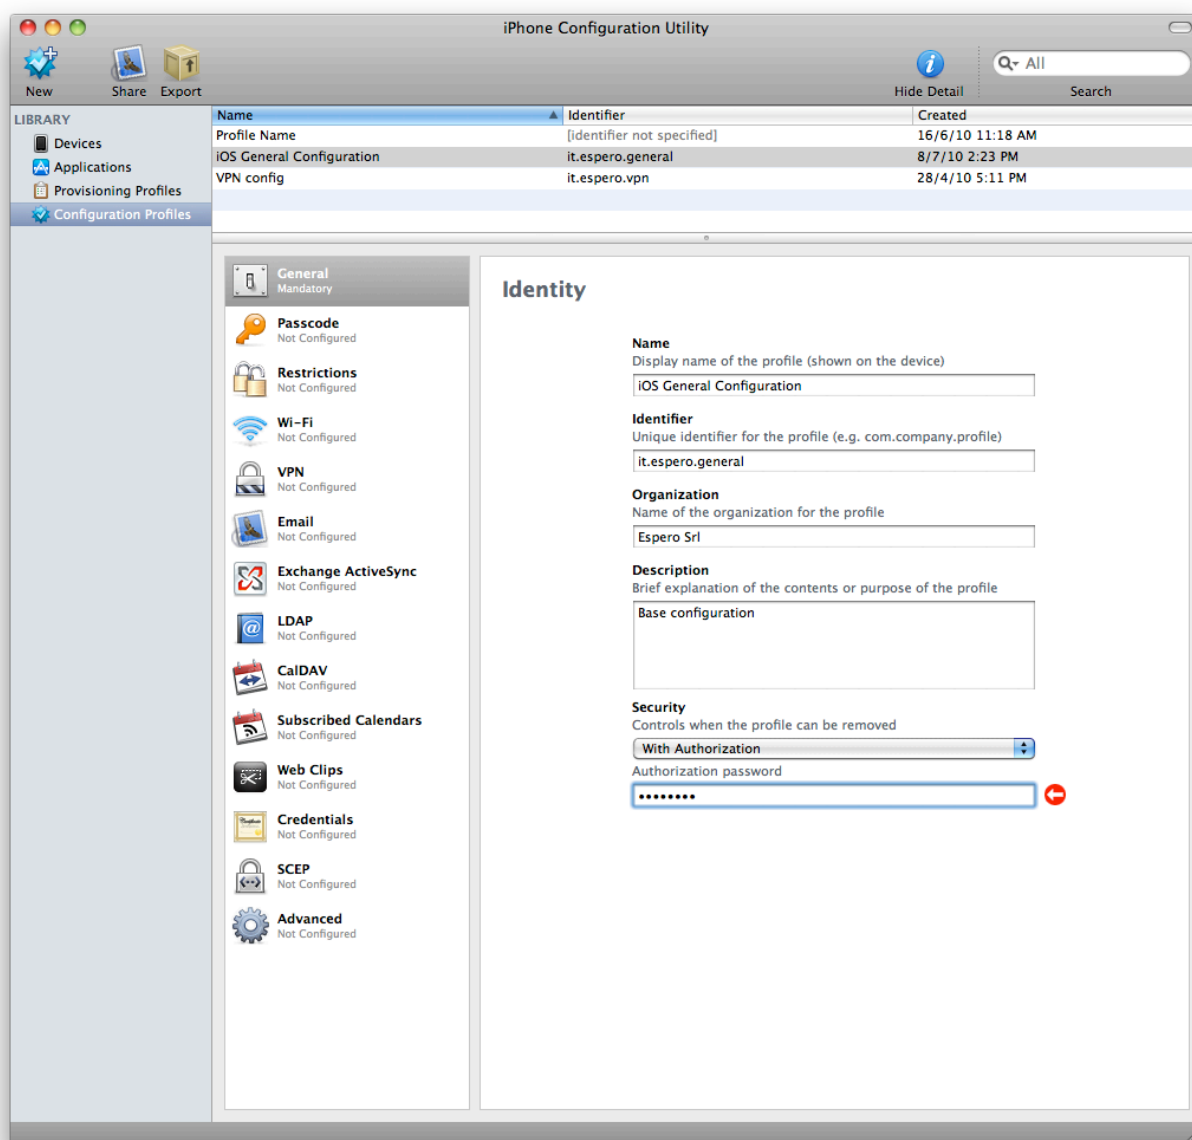 iPhone Configuration Utility
New
Share
Export
Hide Detail
All
Search
LIBRARY
Devices
Applications
Provisioning Profiles
Configuration Profiles
Name Identifier Created
Profile Name [identifier not specified] 16/6/10 11:18 AM
iOS General Configuration it.espero.general 8/7/10 2:23 PM
VPN config it.espero.vpn 28/4/10 5:11 PM
General
Mandatory
Passcode
Not Configured
Restrictions
Not Configured
Wi-Fi
Not Configured
VPN
Not Configured
Email
Not Configured
Exchange ActiveSync
Not Configured
LDAP
Not Configured
CalDAV
Not Configured
Subscribed Calendars
Not Configured
Web Clips
Not Configured
Credentials
Not Configured
SCEP
Not Configured
Advanced
Not Configured
Identity
Name
Display name of the profile (shown on the device)
iOS General Configuration
Identifier
Unique identifier for the profile (e.g. com.company.profile)
it.espero.general
Organization
Name of the organization for the profile
Espero Srl
Description
Brief explanation of the contents or purpose of the profile
Base configuration
Security
Controls when the profile can be removed
With Authorization
Authorization password
••••••••